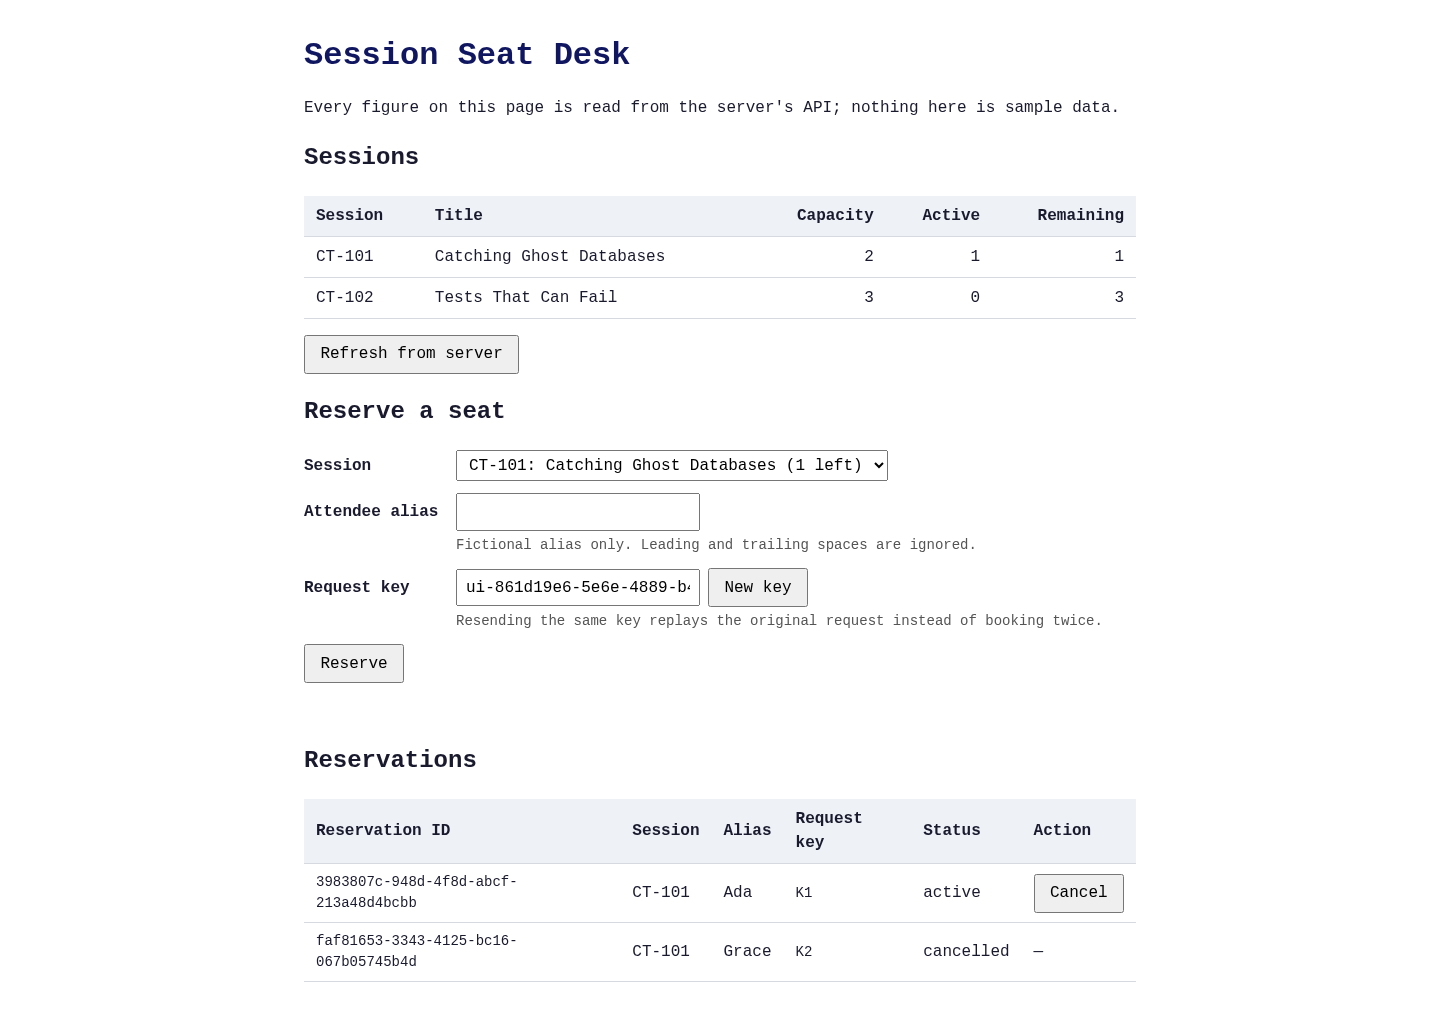 Session Seat Desk
Every figure on this page is read from the server's API; nothing here is sample data.
Sessions
Session Title Capacity Active Remaining
CT-101 Catching Ghost Databases 2 1 1
CT-102 Tests That Can Fail 3 0 3
Refresh from server
Reserve a seat
Session CT-101: Catching Ghost Databases (1 left)
Attendee alias
Fictional alias only. Leading and trailing spaces are ignored.
Request key ui-861d19e6-5e6e-4889-b4 New key
Resending the same key replays the original request instead of booking twice.
Reserve
Reservations
Reservation ID Session Alias Request key Status Action
3983807c-948d-4f8d-abcf-
213a48d4bcbb CT-101 Ada K1 active Cancel
faf81653-3343-4125-bc16-
067b05745b4d CT-101 Grace K2 cancelled —